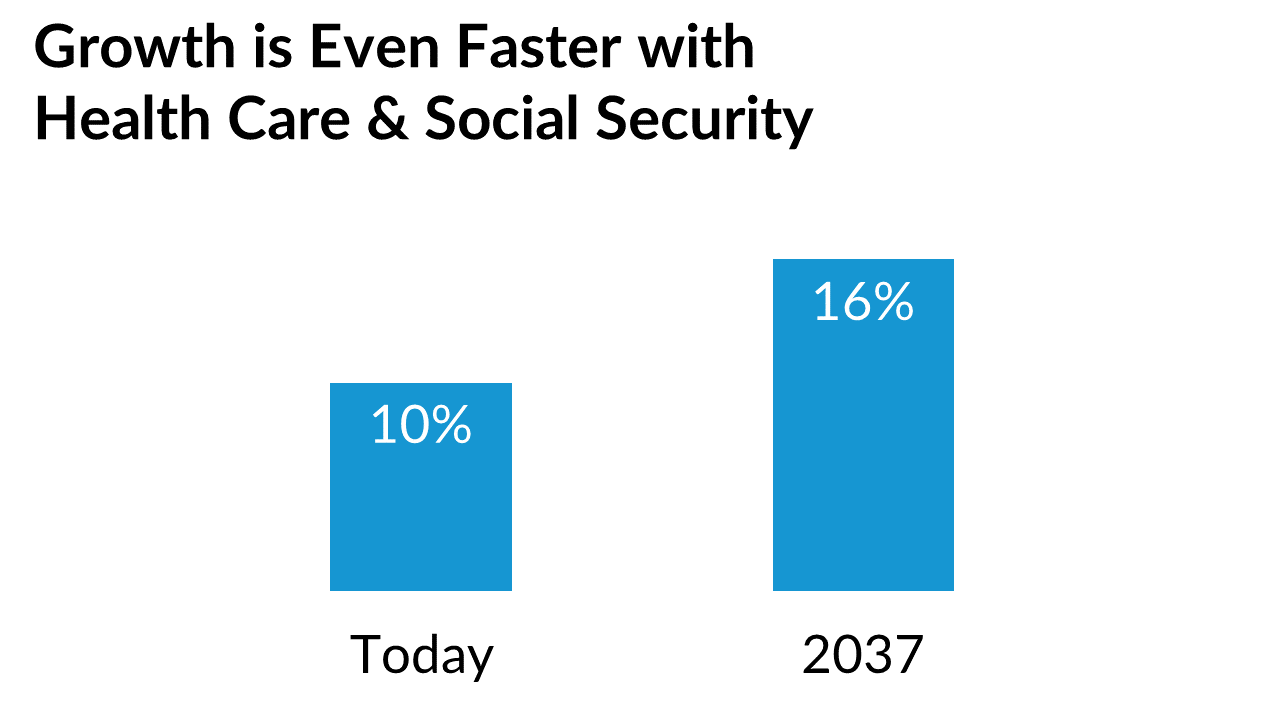 Growth is Even Faster with
Health Care & Social Security
16%
10%
Today
2037